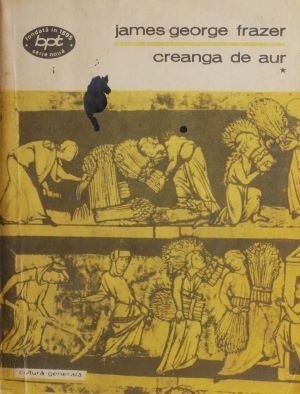 james george frazer
creanga de aur
*
fondată în 1895
bpt
serie nouă
cultură generală